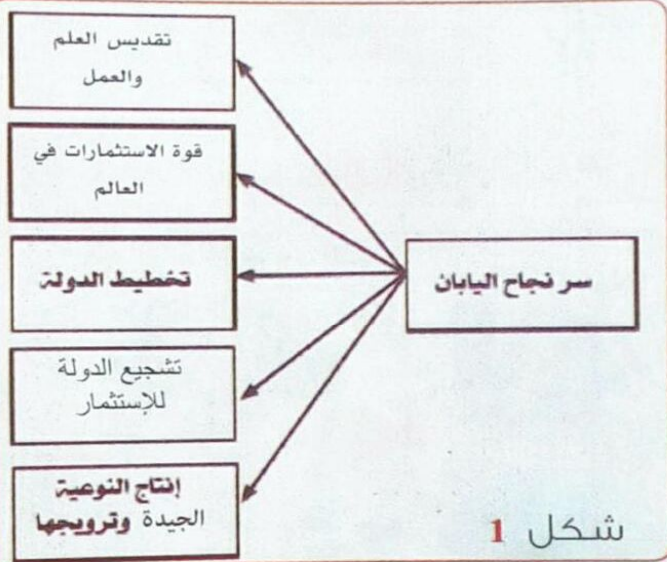 سر نجاح اليابان
تقديس العلم
والعمل
قوة الاستثمارات في
العالم
تخطيط الدولة
تشجيع الدولة
للإستثمار
إنتاج النوعية
الجيدة وترويجها
شكل 1